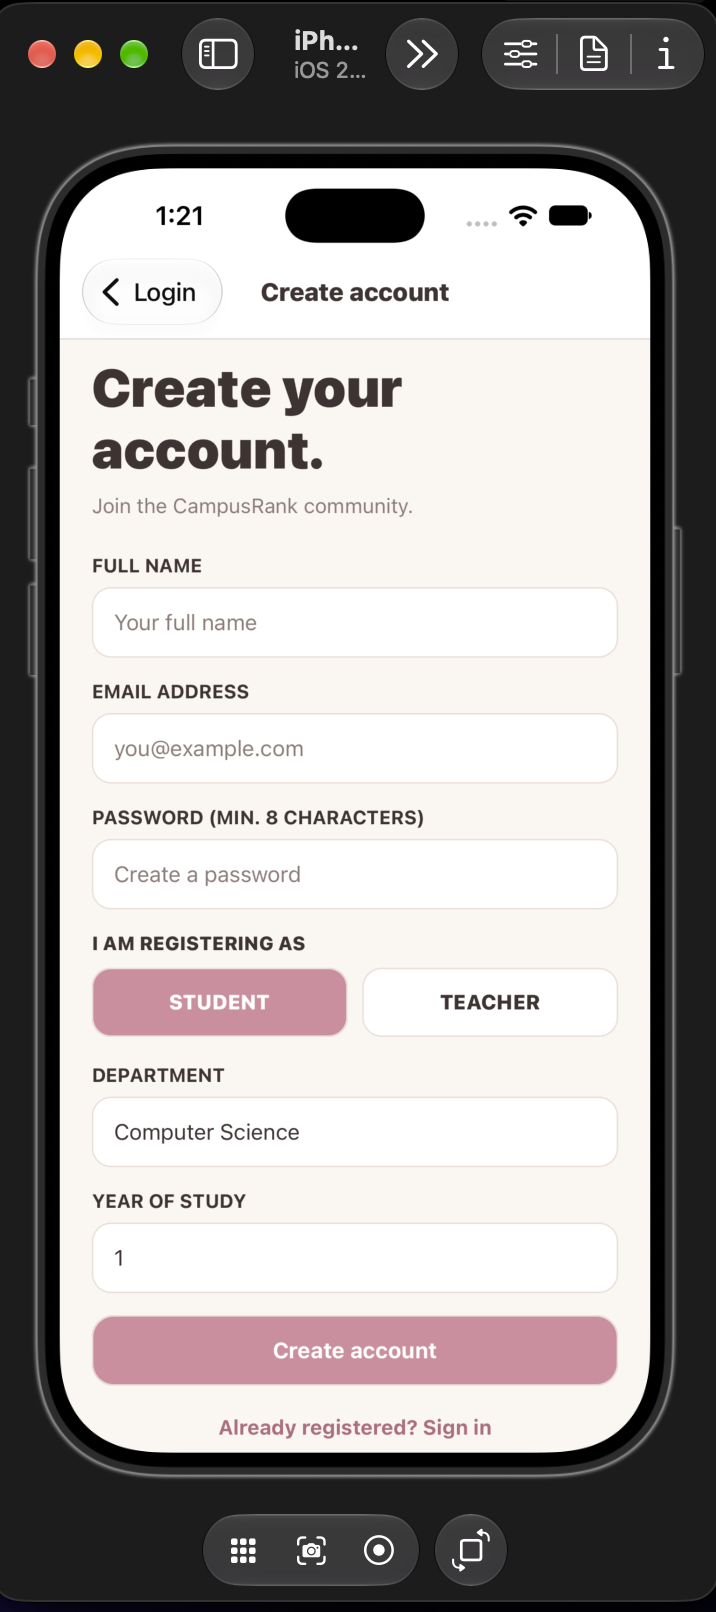 iPh...
iOS 2...
1:21
Login
Create account
Create your
account.
Join the CampusRank community.
FULL NAME
Your full name
EMAIL ADDRESS
you@example.com
PASSWORD (MIN. 8 CHARACTERS)
Create a password
I AM REGISTERING AS
STUDENT
TEACHER
DEPARTMENT
Computer Science
YEAR OF STUDY
1
Create account
Already registered? Sign in